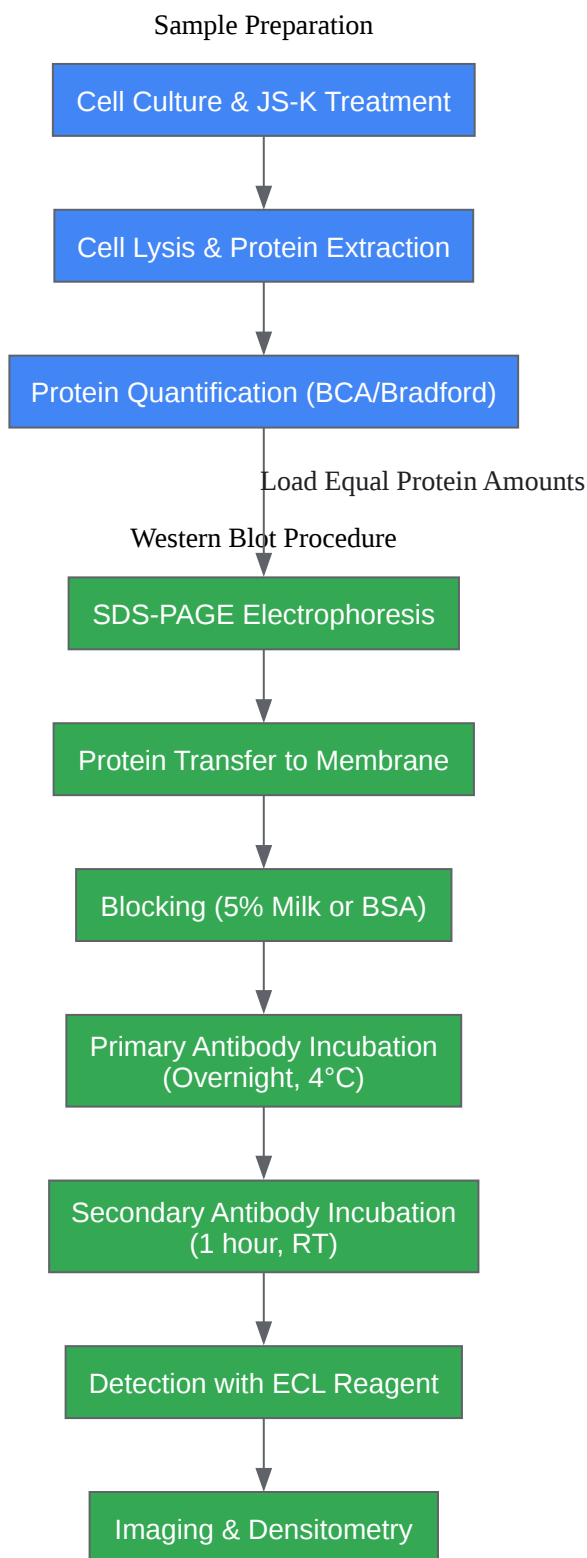 Sample Preparation
Cell Culture & JS-K Treatment
Cell Lysis & Protein Extraction
Protein Quantification (BCA/Bradford)
Load Equal Protein Amounts
Western Blot Procedure
SDS-PAGE Electrophoresis
Protein Transfer to Membrane
Blocking (5% Milk or BSA)
Primary Antibody Incubation
(Overnight, 4°C)
Secondary Antibody Incubation
(1 hour, RT)
Detection with ECL Reagent
Imaging & Densitometry